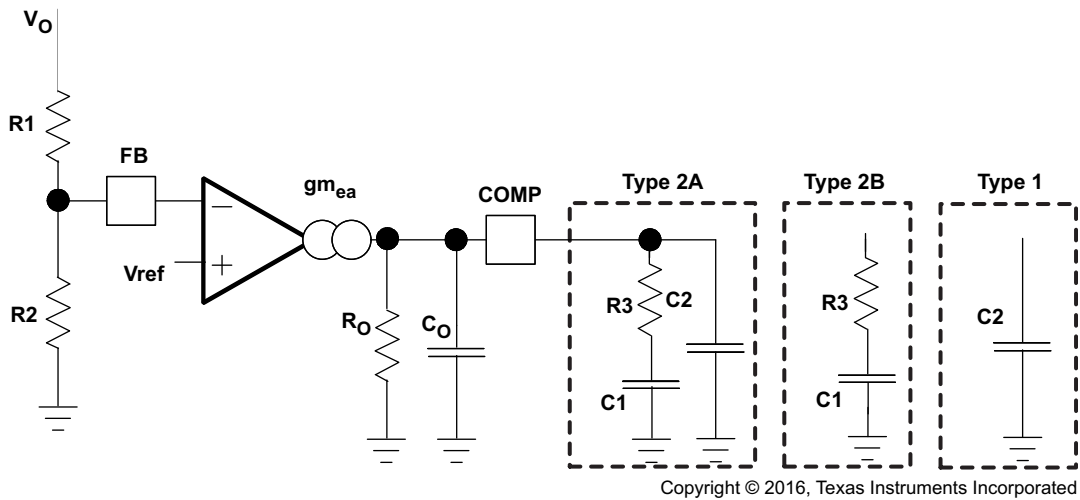 VO
R1
FB
gmea
COMP
Type 2A
Type 2B
Type 1
Vref
R2
RO
CO
R3
C2
C1
R3
C1
C2
−
+
Copyright © 2016, Texas Instruments Incorporated